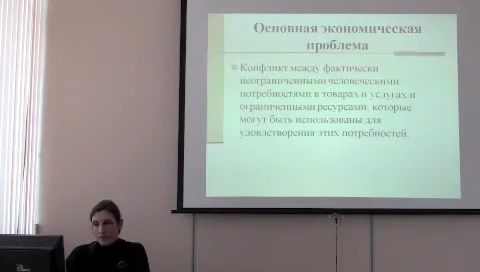 Основная экономическая
проблема
Конфликт между фактически
неограниченными человеческими
потребностями в товарах и услугах и
ограниченными ресурсами, которые
могут быть использованы для
удовлетворения этих потребностей.